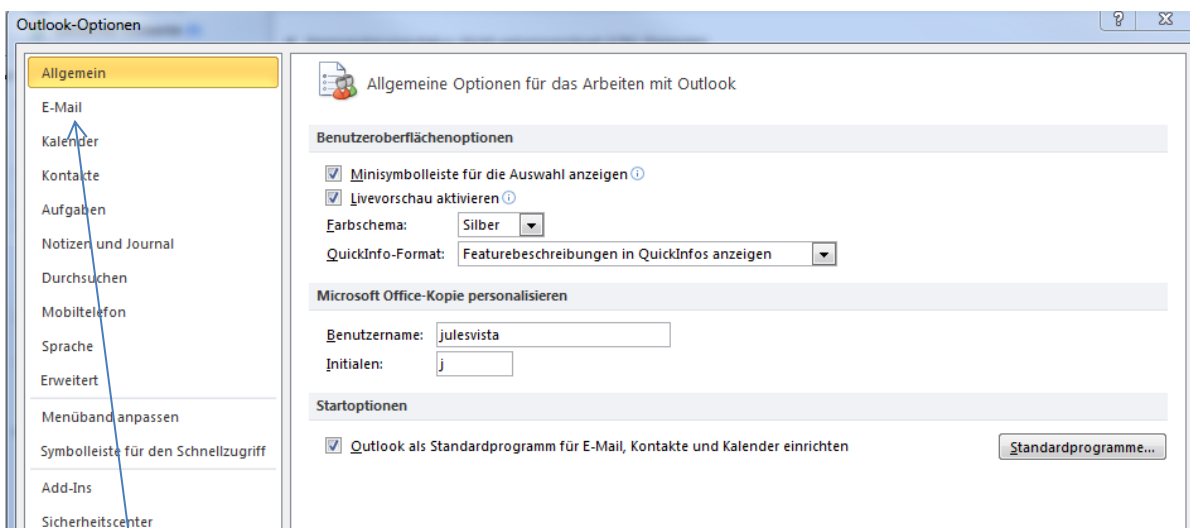 Outlook-Optionen
Allgemein
E-Mail
Kalender
Kontakte
Aufgaben
Notizen und Journal
Durchsuchen
Mobiltelefon
Sprache
Erweitert
Menüband anpassen
Symbolleiste für den Schnellzugriff
Add-Ins
Sicherheitscenter
Allgemeine Optionen für das Arbeiten mit Outlook
Benutzeroberflächenoptionen
Minisymbolleiste für die Auswahl anzeigen
Livevorschau aktivieren
Farbschema: Silber
QuickInfo-Format: Featurebeschreibungen in QuickInfos anzeigen
Microsoft Office-Kopie personalisieren
Benutzername: julesvista
Initialen: j
Startoptionen
Outlook als Standardprogramm für E-Mail, Kontakte und Kalender einrichten
Standardprogramme...